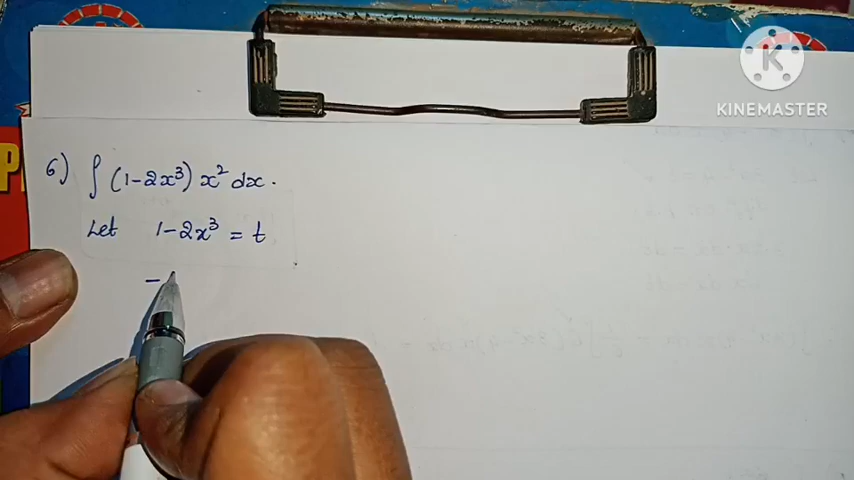 KINEMASTER
6) ∫ (1-2x³) x² dx.
Let 1-2x³ = t
-